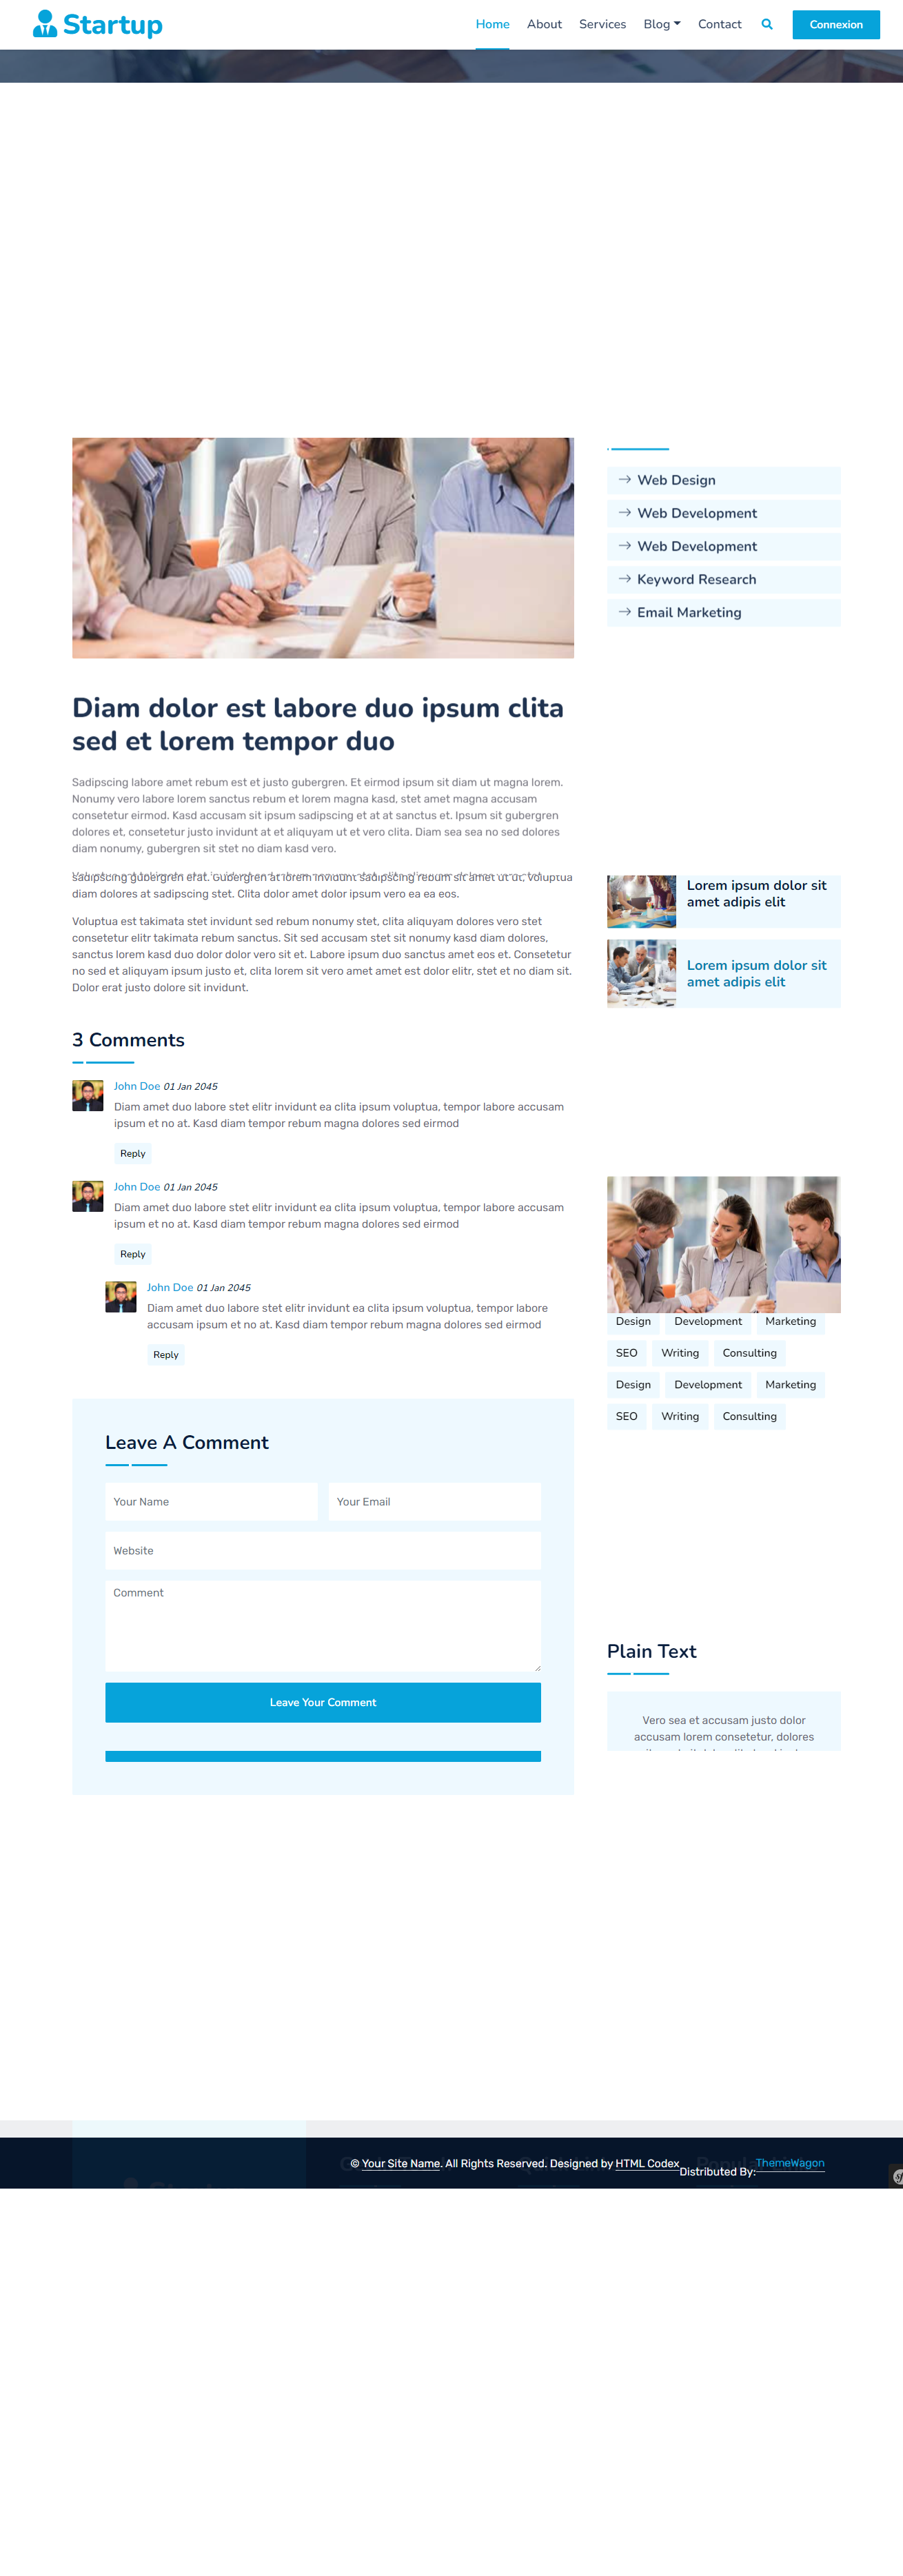 Startup
Home About Services Blog Contact Connexion
Web Design
Web Development
Web Development
Keyword Research
Email Marketing
Diam dolor est labore duo ipsum clita
sed et lorem tempor duo
Sadipscing labore amet rebum est et justo gubergren. Et eirmod ipsum sit diam ut magna lorem.
Nonumy vero labore lorem sanctus rebum et lorem magna kasd, stet amet magna accusam
consetetur eirmod. Kasd accusam sit ipsum sadipscing et at at sanctus et. Ipsum sit gubergren
dolores et, consetetur justo invidunt at et aliquyam ut et vero clita. Diam sea sea no sed dolores
diam nonumy, gubergren sit stet no diam kasd vero.
sadipscing gubergren erat. Gubergren et lorem invidunt sadipscing rebum et amet ut ut, voluptua
diam dolores at sadipscing stet. Clita dolor amet dolor ipsum vero ea ea eos.
Voluptua est takimata stet invidunt sed rebum nonumy stet, clita aliquyam dolores vero stet
consetetur elitr takimata rebum sanctus. Sit sed accusam stet sit nonumy kasd diam dolores,
sanctus lorem kasd duo dolor dolor vero sit et. Labore ipsum duo sanctus amet eos et. Consetetur
no sed et aliquyam ipsum justo et, clita lorem sit vero amet amet est dolor elitr, stet et no diam sit.
Dolor erat justo dolore sit invidunt.
Lorem ipsum dolor sit
amet adipis elit
Lorem ipsum dolor sit
amet adipis elit
3 Comments
John Doe 01 Jan 2045
Diam amet duo labore stet elitr invidunt ea clita ipsum voluptua, tempor labore accusam
ipsum et no at. Kasd diam tempor rebum magna dolores sed eirmod
Reply
John Doe 01 Jan 2045
Diam amet duo labore stet elitr invidunt ea clita ipsum voluptua, tempor labore accusam
ipsum et no at. Kasd diam tempor rebum magna dolores sed eirmod
Reply
John Doe 01 Jan 2045
Diam amet duo labore stet elitr invidunt ea clita ipsum voluptua, tempor labore
accusam ipsum et no at. Kasd diam tempor rebum magna dolores sed eirmod
Reply
Design Development Marketing
SEO Writing Consulting
Design Development Marketing
SEO Writing Consulting
Leave A Comment
Your Name Your Email
Website
Comment
Leave Your Comment
Plain Text
Vero sea et accusam justo dolor
accusam lorem consetetur, dolores
© Your Site Name. All Rights Reserved. Designed by HTML Codex
Distributed By: ThemeWagon